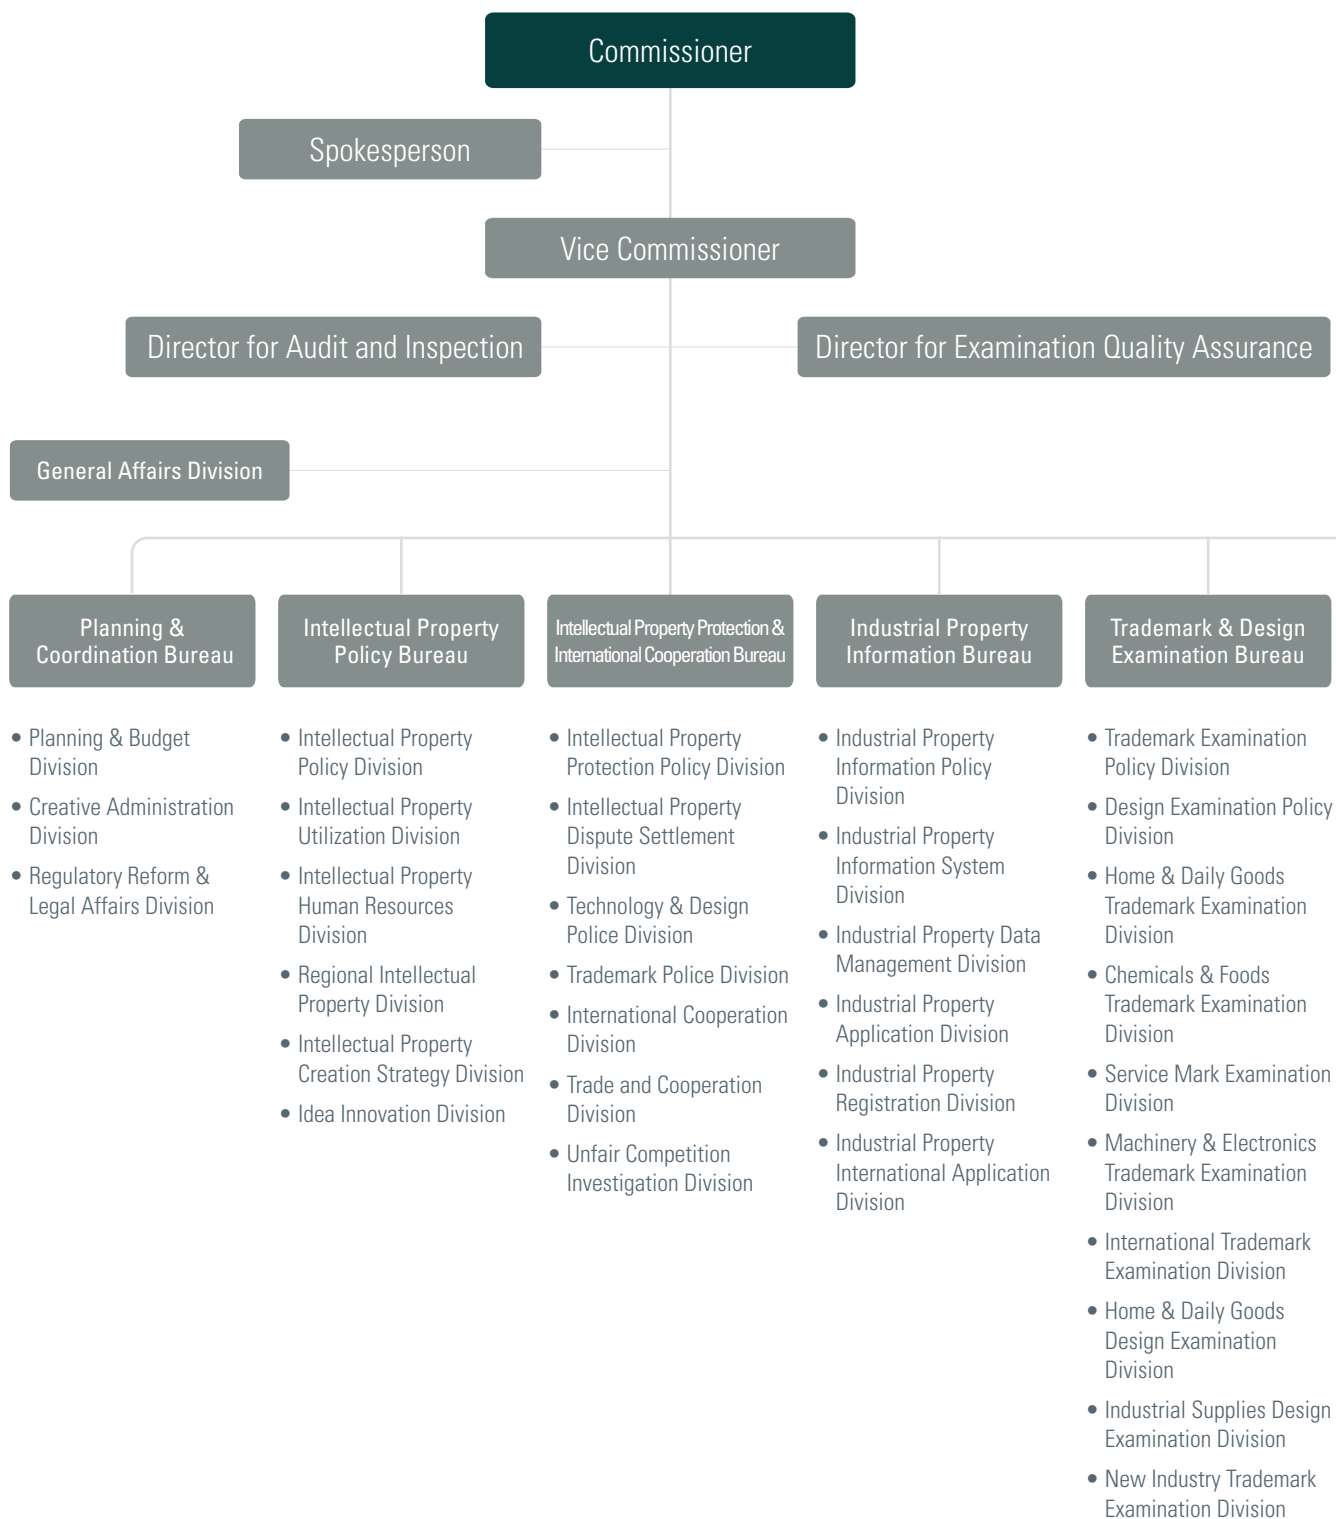 Commissioner
Spokesperson
Vice Commissioner
Director for Audit and Inspection
Director for Examination Quality Assurance
General Affairs Division
Planning &
Coordination Bureau
• Planning & Budget
Division
• Creative Administration
Division
• Regulatory Reform &
Legal Affairs Division
Intellectual Property
Policy Bureau
• Intellectual Property
Policy Division
• Intellectual Property
Utilization Division
• Intellectual Property
Human Resources
Division
• Regional Intellectual
Property Division
• Intellectual Property
Creation Strategy Division
• Idea Innovation Division
Intellectual Property Protection &
International Cooperation Bureau
• Intellectual Property
Protection Policy Division
• Intellectual Property
Dispute Settlement
Division
• Technology & Design
Police Division
• Trademark Police Division
• International Cooperation
Division
• Trade and Cooperation
Division
• Unfair Competition
Investigation Division
Industrial Property
Information Bureau
• Industrial Property
Information Policy
Division
• Industrial Property
Information System
Division
• Industrial Property Data
Management Division
• Industrial Property
Application Division
• Industrial Property
Registration Division
• Industrial Property
International Application
Division
Trademark & Design
Examination Bureau
• Trademark Examination
Policy Division
• Design Examination Policy
Division
• Home & Daily Goods
Trademark Examination
Division
• Chemicals & Foods
Trademark Examination
Division
• Service Mark Examination
Division
• Machinery & Electronics
Trademark Examination
Division
• International Trademark
Examination Division
• Home & Daily Goods
Design Examination
Division
• Industrial Supplies Design
Examination Division
• New Industry Trademark
Examination Division